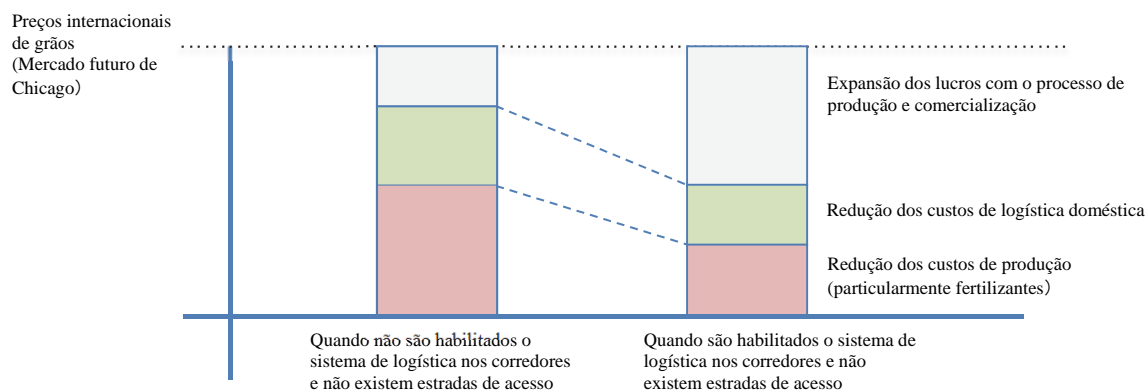 Preços internacionais
de grãos
(Mercado futuro de
Chicago）
Expansão dos lucros com o processo de
produção e comercialização
Redução dos custos de logística doméstica
Redução dos custos de produção
(particularmente fertilizantes）
Quando não são habilitados o
sistema de logística nos corredores
e não existem estradas de acesso
Quando são habilitados o sistema de
logística nos corredores e não
existem estradas de acesso